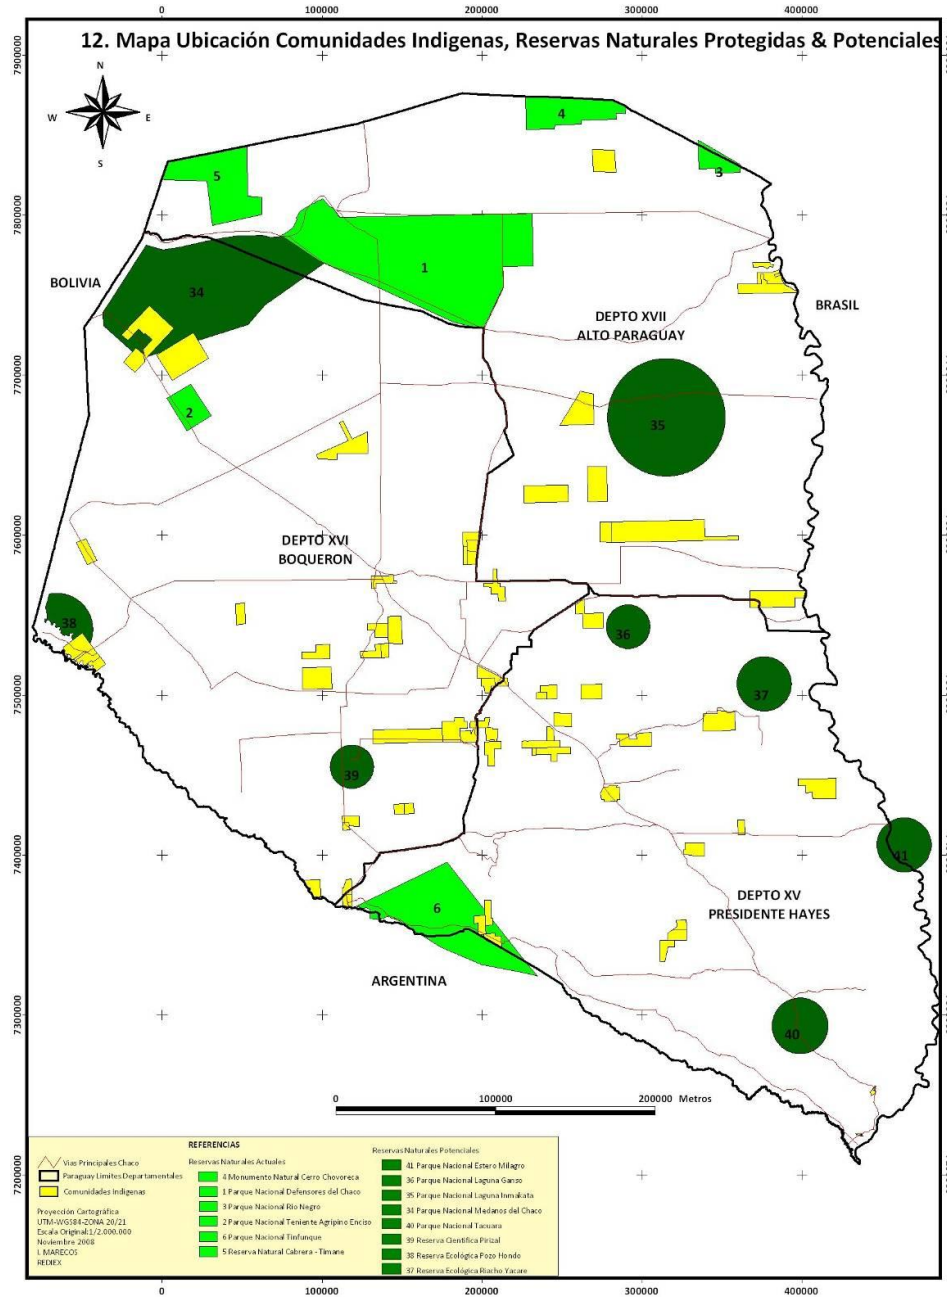 0 100000 200000 300000 400000
12. Mapa Ubicación Comunidades Indigenas, Reservas Naturales Protegidas & Potenciales
7900000
N
W E
S
4
5
3
7800000
BOLIVIA
1
34
DEPTO XVII
ALTO PARAGUAY
BRASIL
7700000
2
35
7600000
DEPTO XVI
BOQUERON
38
36
37
7500000
39
7400000
41
6
DEPTO XV
PRESIDENTE HAYES
ARGENTINA
7300000
40
0 100000 200000 Metros
7200000
REFERENCIAS
Vias Principales Chaco
Paraguay Limites Departamentales
Comunidades Indigenas
Proyección Cartográfica
UTM-WGS84-ZONA 20/21
Escala Original:1/2.000.000
Noviembre 2008
I. MARECOS
REDIEX
Reservas Naturales Actuales
4 Monumento Natural Cerro Chovoreca
1 Parque Nacional Defensores del Chaco
3 Parque Nacional Rio Negro
2 Parque Nacional Teniente Agripino Enciso
6 Parque Nacional Tinfunque
5 Reserva Natural Cabrera - Timane
Reservas Naturales Potenciales
41 Parque Nacional Estero Milagro
36 Parque Nacional Laguna Ganso
35 Parque Nacional Laguna Inmakata
34 Parque Nacional Medanos del Chaco
40 Parque Nacional Tacuara
39 Reserva Cientifica Pirizal
38 Reserva Ecológica Pozo Hondo
37 Reserva Ecológica Riacho Yacare
0 100000 200000 300000 400000